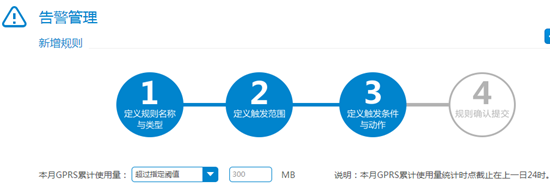 告警管理
新增规则
1 2 3 4
定义规则名称与类型 定义触发范围 定义触发条件与动作 规则确认提交
本月GPRS累计使用量： 超过指定阈值 300 MB 说明：本月GPRS累计使用量统计时点截止在上一日24时。